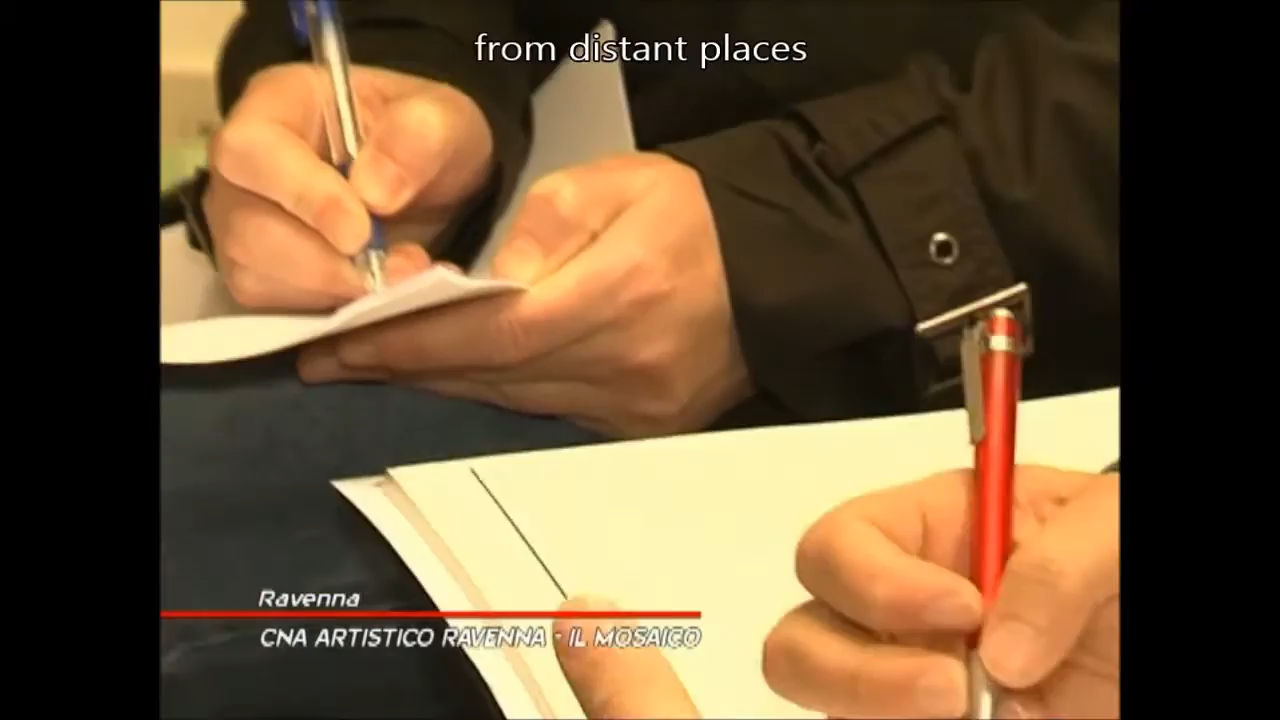 from distant places
Ravenna
CNA ARTISTICO RAVENNA - IL MOSAICO